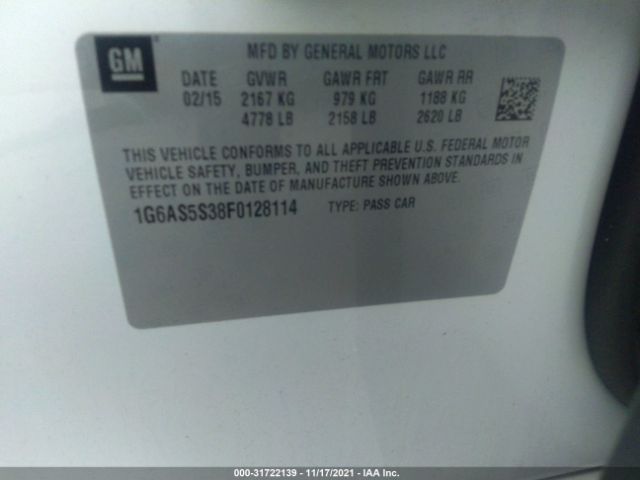 GM
MFD BY GENERAL MOTORS LLC
DATE GVWR GAWR FRT GAWR RR
02/15 2167 KG 979 KG 1188 KG
4778 LB 2158 LB 2620 LB
THIS VEHICLE CONFORMS TO ALL APPLICABLE U.S. FEDERAL MOTOR
VEHICLE SAFETY, BUMPER, AND THEFT PREVENTION STANDARDS IN
EFFECT ON THE DATE OF MANUFACTURE SHOWN ABOVE.
1G6AS5S38F0128114 TYPE: PASS CAR
000-31722139 - 11/17/2021 - IAA Inc.